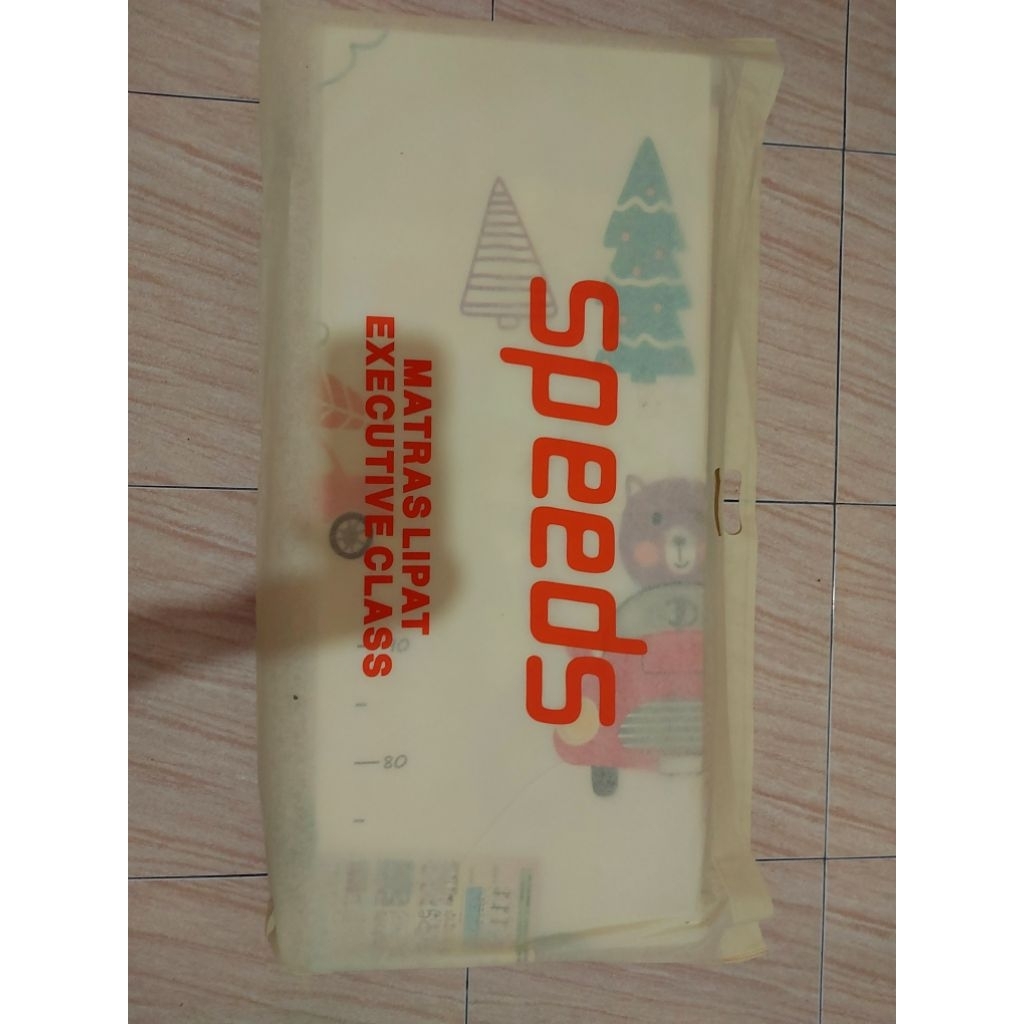 speeds
MATRAS LIPAT
EXECUTIVE CLASS
80